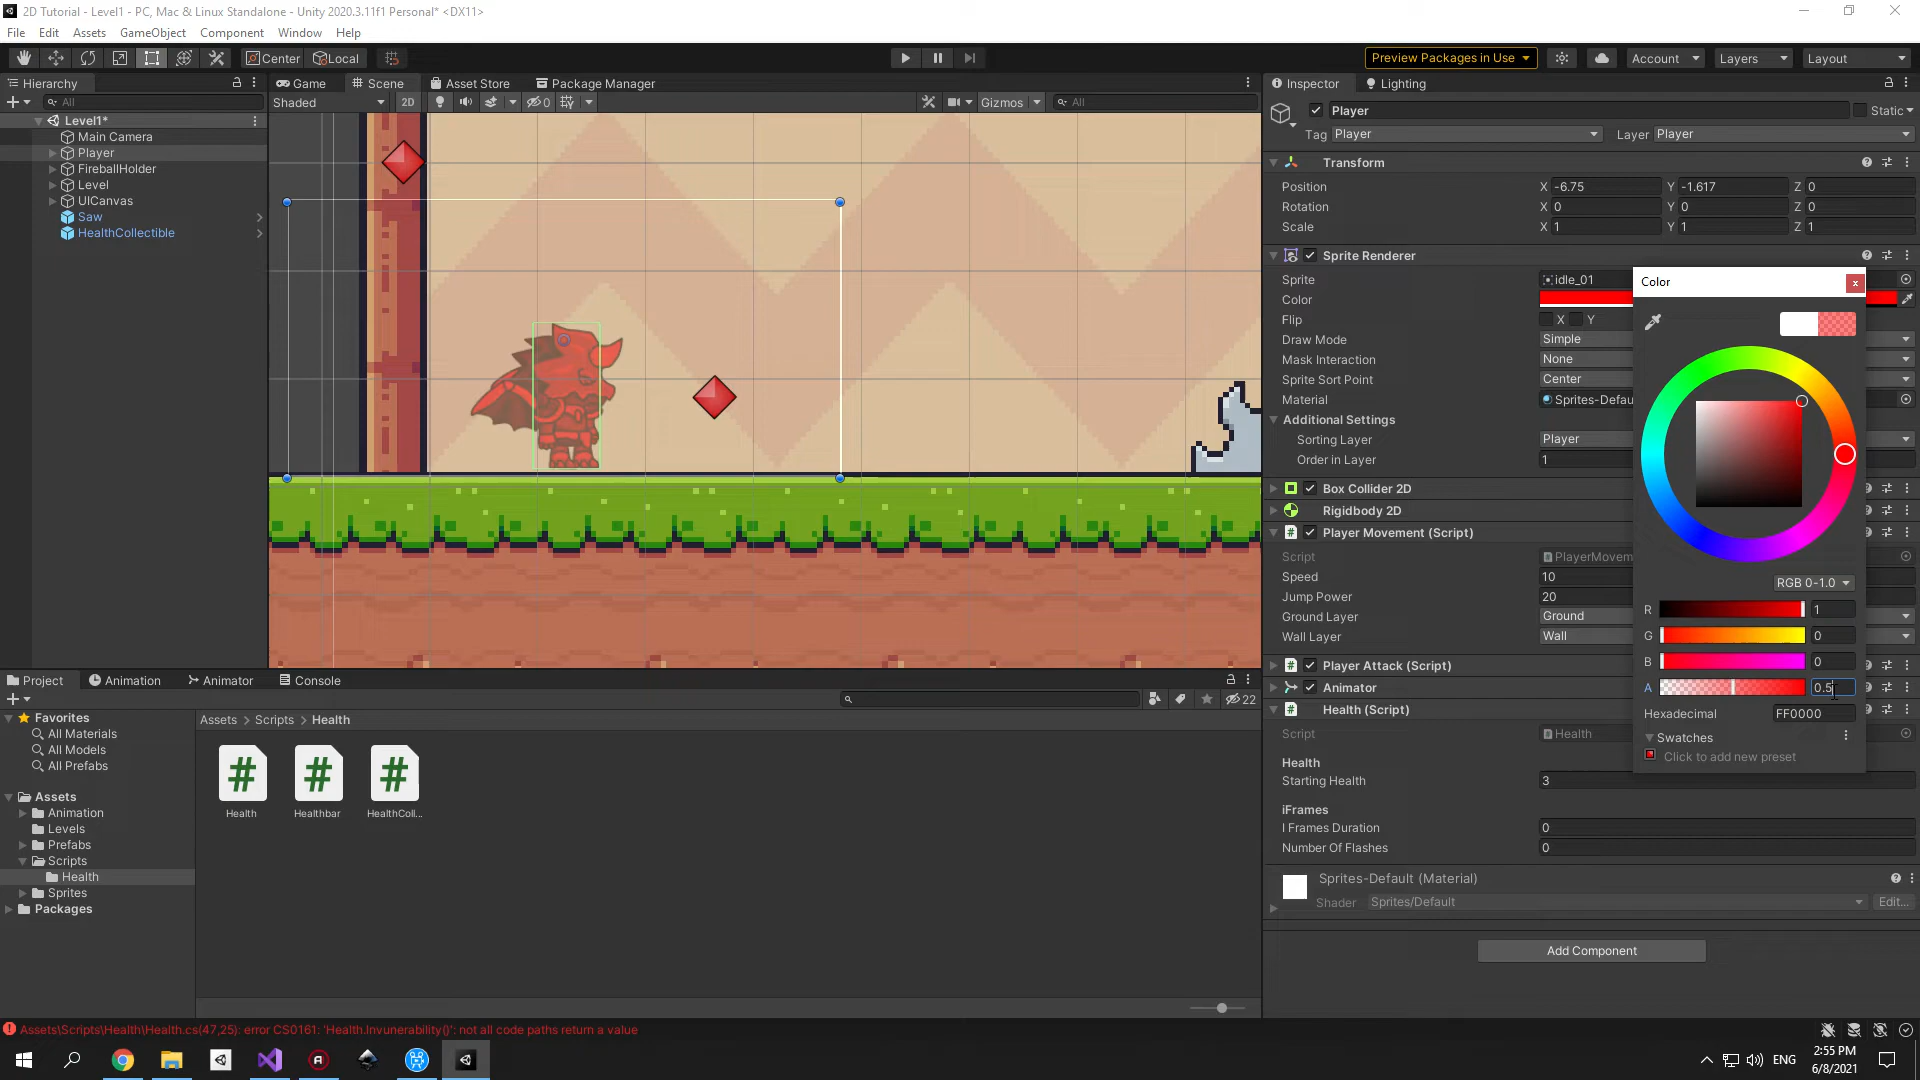 2D Tutorial - Level1 - PC, Mac & Linux Standalone - Unity 2020.3.11f1 Personal* <DX11>
File Edit Assets GameObject Component Window Help
Center Local Preview Packages in Use Account Layers Layout
Hierarchy Game Scene Asset Store Package Manager Inspector Lighting
All Shaded 2D 0 Gizmos All
Player Static
Tag Player Layer Player
Level1*
Main Camera
Player
FireballHolder
Level
UICanvas
Saw
HealthCollectible
Transform
Position X -6.75 Y -1.617 Z 0
Rotation X 0 Y 0 Z 0
Scale X 1 Y 1 Z 1
Sprite Renderer
Sprite idle_01
Color
Flip X Y
Draw Mode Simple
Mask Interaction None
Sprite Sort Point Center
Material Sprites-Defau
Additional Settings
Sorting Layer Player
Order in Layer 1
Box Collider 2D
Rigidbody 2D
Player Movement (Script)
Script PlayerMovem
Speed 10
Jump Power 20
Ground Layer Ground
Wall Layer Wall
Player Attack (Script)
Animator
Health (Script)
Script Health
Health
Starting Health 3
iFrames
I Frames Duration 0
Number Of Flashes 0
Sprites-Default (Material)
Shader Sprites/Default Edit...
Add Component
Color x
RGB 0-1.0
R 1
G 0
B 0
A 0.5
Hexadecimal FF0000
Swatches
Click to add new preset
Project Animation Animator Console
22
Favorites
All Materials
All Models
All Prefabs
Assets
Animation
Levels
Prefabs
Scripts
Health
Sprites
Packages
Assets Scripts Health
Health Healthbar HealthColl...
Assets\Scripts\Health\Health.cs(47,25): error CS0161: 'Health.Invunerability()': not all code paths return a value
ENG
2:55 PM
6/8/2021